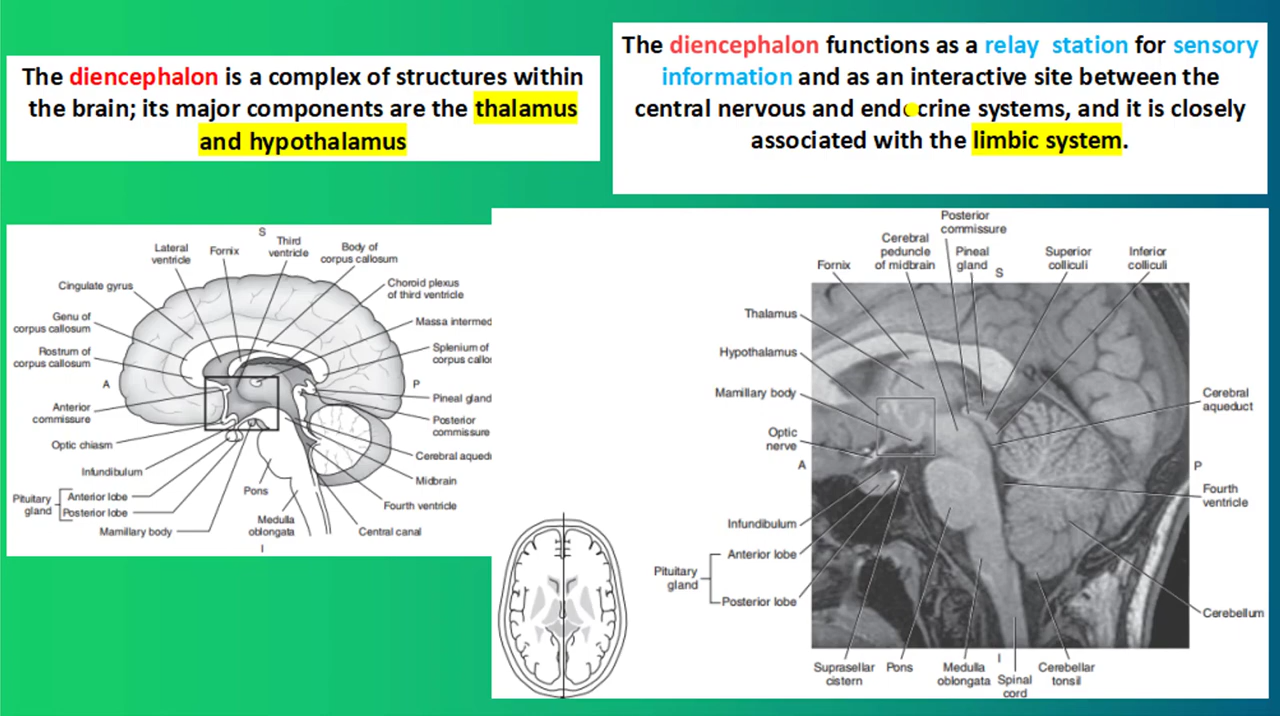 The diencephalon is a complex of structures within
the brain; its major components are the thalamus
and hypothalamus
The diencephalon functions as a relay station for sensory
information and as an interactive site between the
central nervous and endocrine systems, and it is closely
associated with the limbic system.
S
Lateral
ventricle
Fornix
Third
ventricle
Body of
corpus callosum
Cingulate gyrus
Choroid plexus
of third ventricle
Genu of
corpus callosum
Massa intermed
Rostrum of
corpus callosum
Splenium of
corpus callo
A
P
Pineal gland
Anterior
commissure
Posterior
commissure
Optic chiasm
Cerebral aquedu
Infundibulum
Midbrain
Pituitary
gland
Anterior lobe
Posterior lobe
Pons
Fourth ventricle
Mamillary body
Medulla
oblongata
Central canal
I
Posterior
commissure
Cerebral
peduncle
of midbrain
Pineal
gland
S
Superior
colliculi
Inferior
colliculi
Fornix
Thalamus
Hypothalamus
Mamillary body
Cerebral
aqueduct
Optic
nerve
A
P
Fourth
ventricle
Infundibulum
Pituitary
gland
Anterior lobe
Posterior lobe
Cerebellum
Suprasellar
cistern
Pons
Medulla
oblongata
I
Spinal
cord
Cerebellar
tonsil